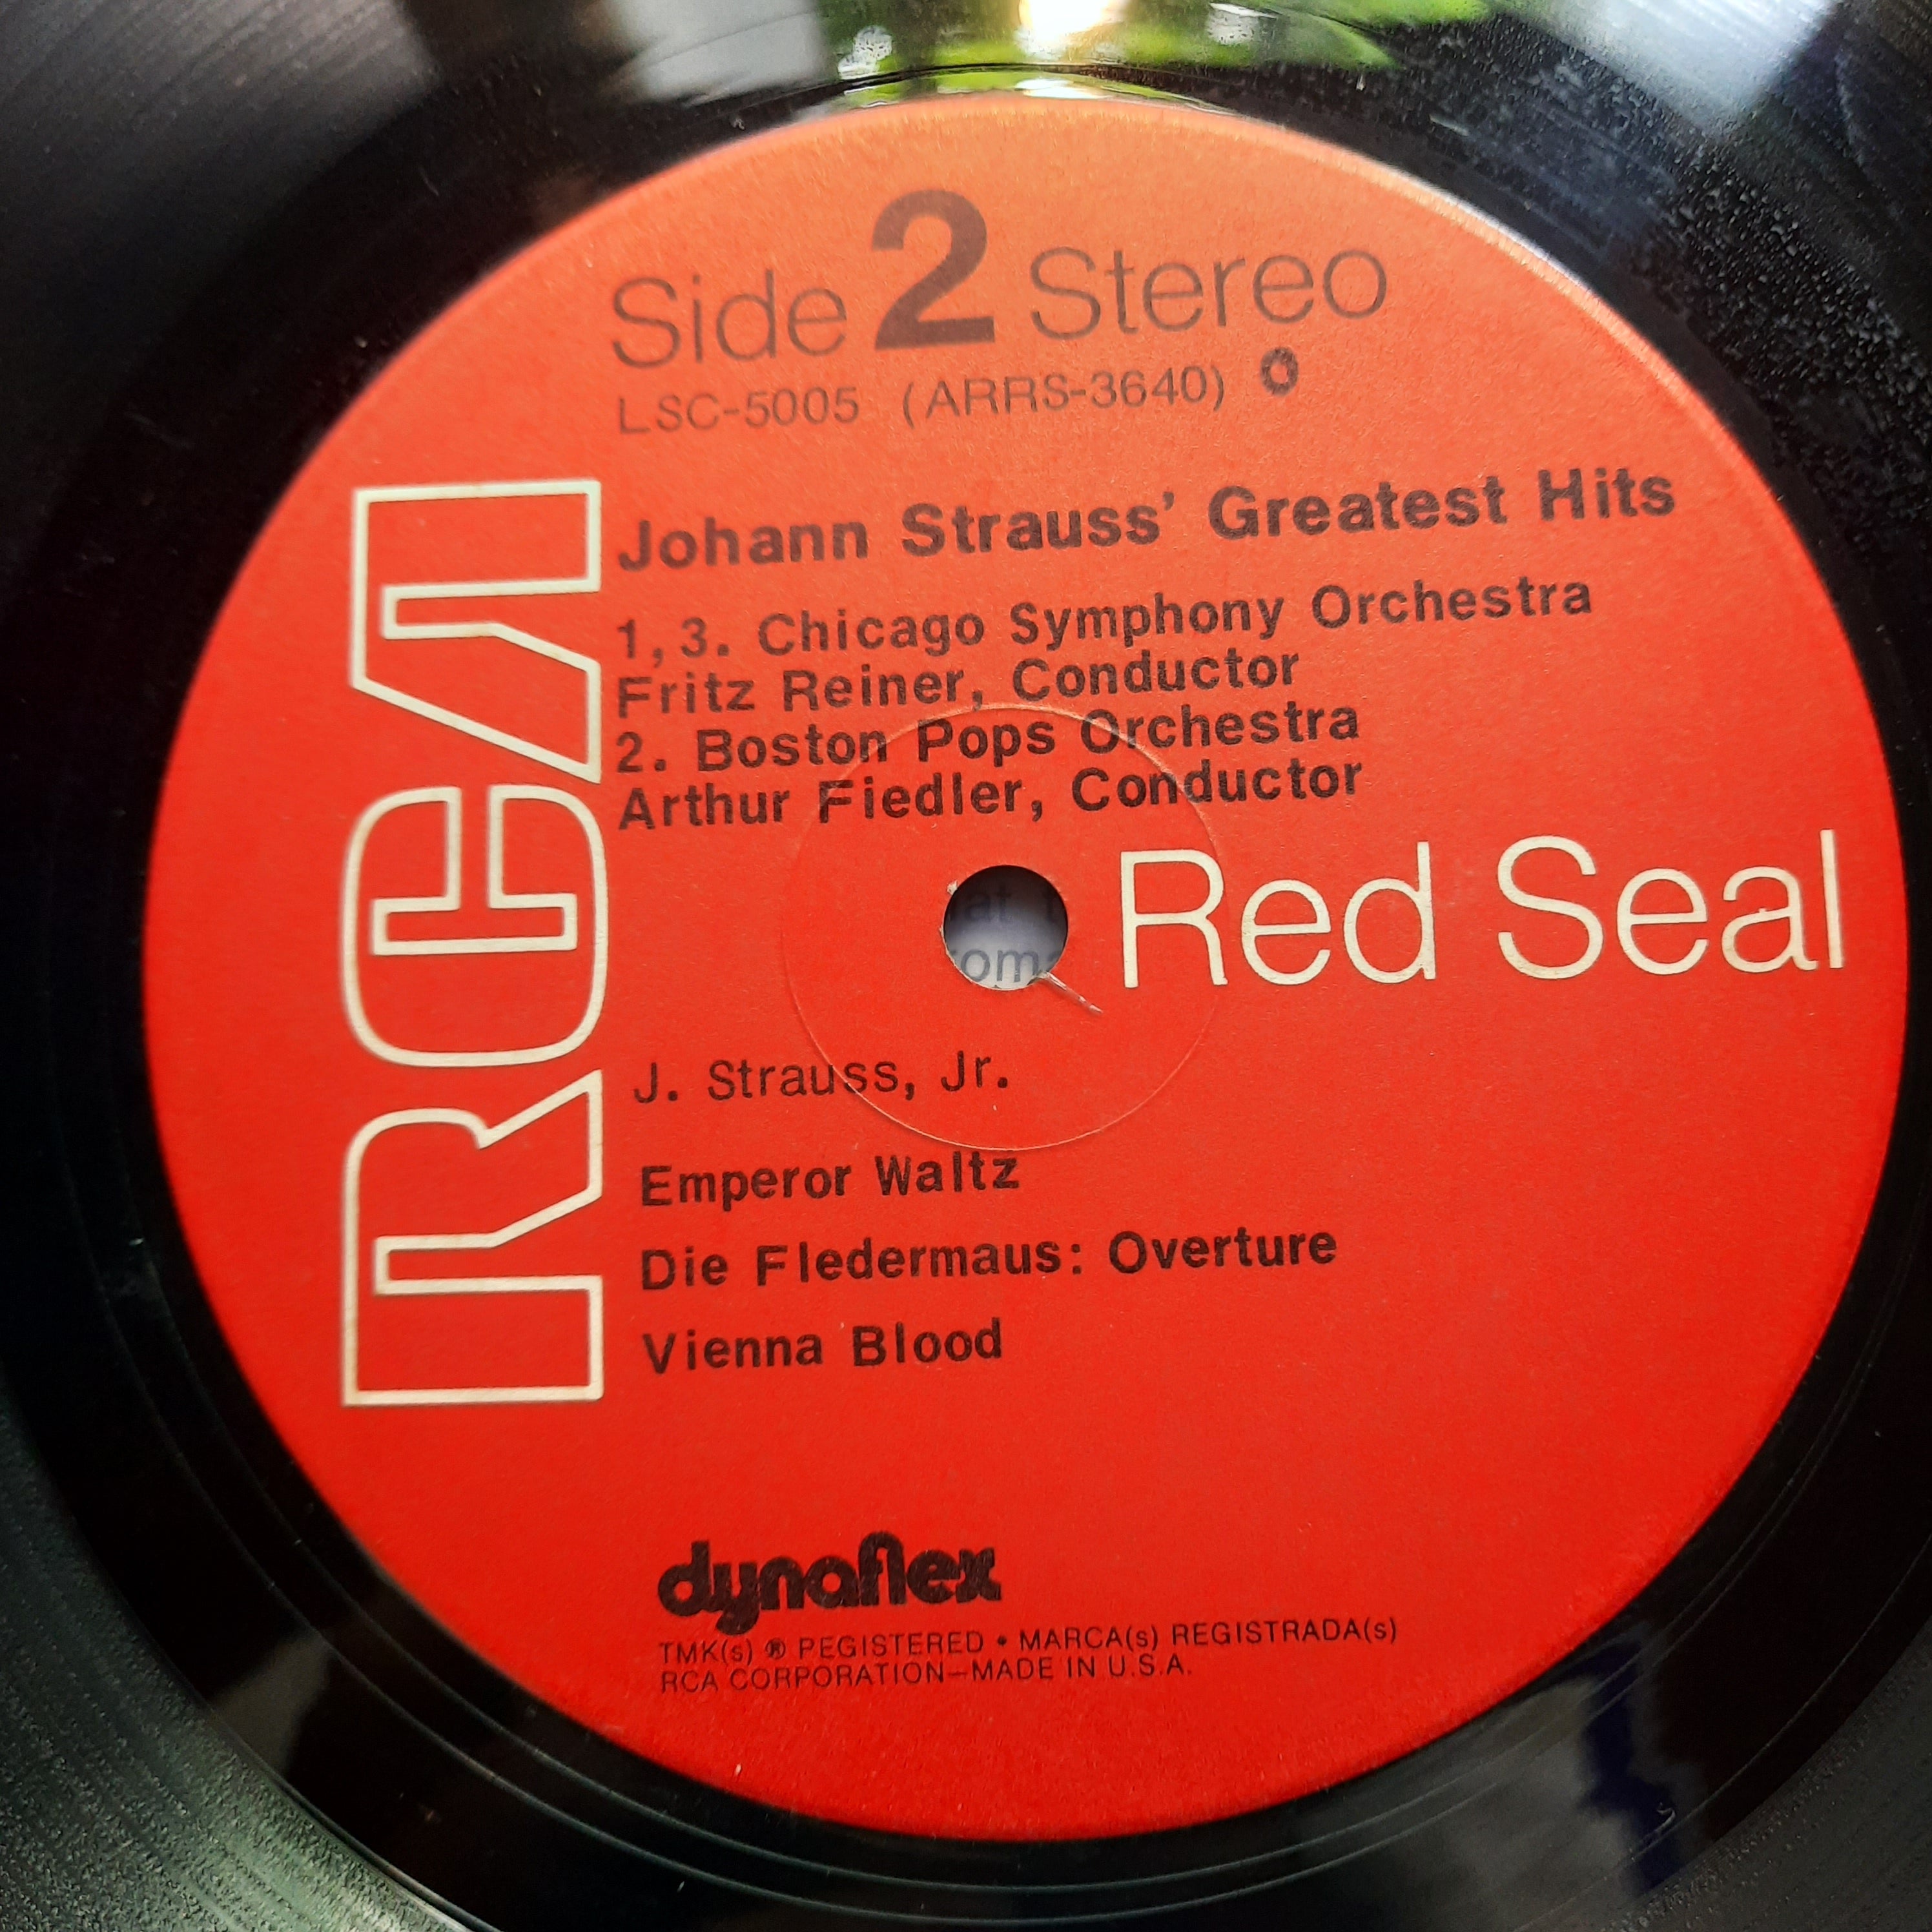 Side 2 Stereo
LSC-5005 (ARRS-3640) O
Johann Strauss' Greatest Hits
1,3. Chicago Symphony Orchestra
Fritz Reiner, Conductor
2. Boston Pops Orchestra
Arthur Fiedler, Conductor
RCA
Red Seal
J. Strauss, Jr.
Emperor Waltz
Die Fledermaus: Overture
Vienna Blood
dynaflex
TMK(s) ® PEGISTERED • MARCA(s) REGISTRADA(s)
RCA CORPORATION—MADE IN U.S.A.